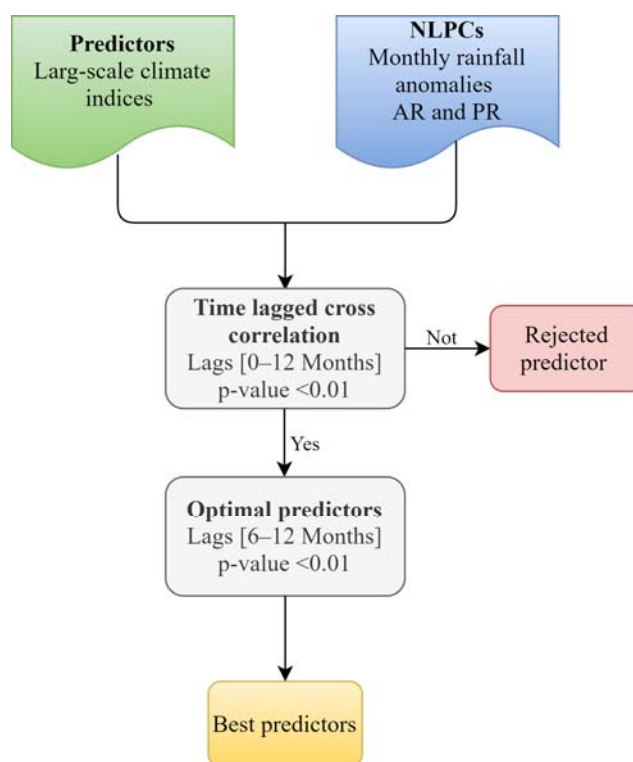 Predictors
Larg-scale climate
indices
NLPCs
Monthly rainfall
anomalies
AR and PR
Time lagged cross
correlation
Lags [0–12 Months]
p-value <0.01
Not
Rejected
predictor
Yes
Optimal predictors
Lags [6–12 Months]
p-value <0.01
Best predictors